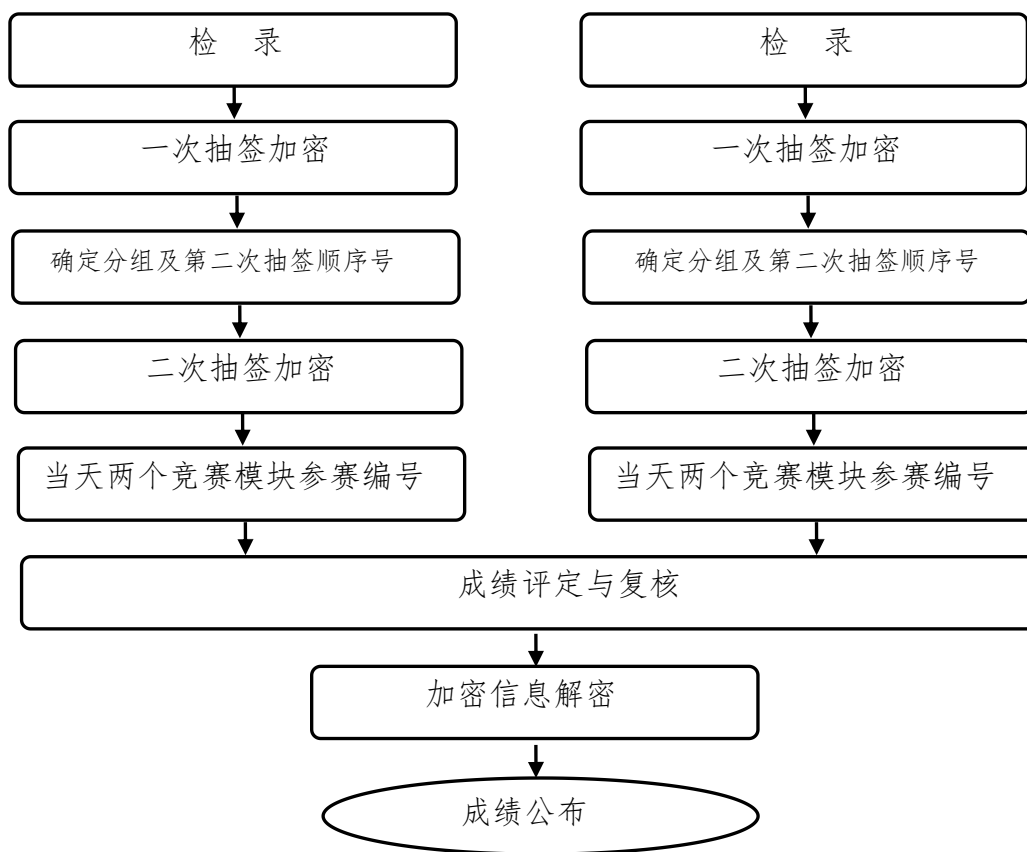 检 录
一次抽签加密
确定分组及第二次抽签顺序号
二次抽签加密
当天两个竞赛模块参赛编号
检 录
一次抽签加密
确定分组及第二次抽签顺序号
二次抽签加密
当天两个竞赛模块参赛编号
成绩评定与复核
加密信息解密
成绩公布